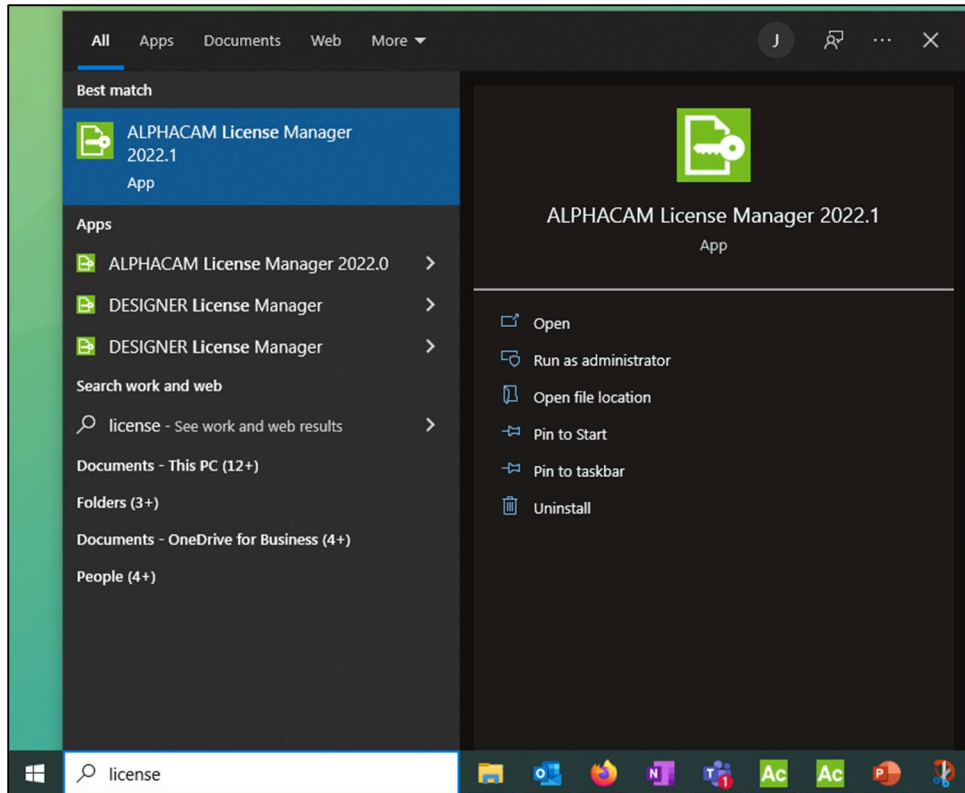 All Apps Documents Web More J
Best match
ALPHACAM License Manager
2022.1
App
Apps
ALPHACAM License Manager 2022.0
DESIGNER License Manager
DESIGNER License Manager
Search work and web
license - See work and web results
Documents - This PC (12+)
Folders (3+)
Documents - OneDrive for Business (4+)
People (4+)
ALPHACAM License Manager 2022.1
App
Open
Run as administrator
Open file location
Pin to Start
Pin to taskbar
Uninstall
license
1 Ac Ac